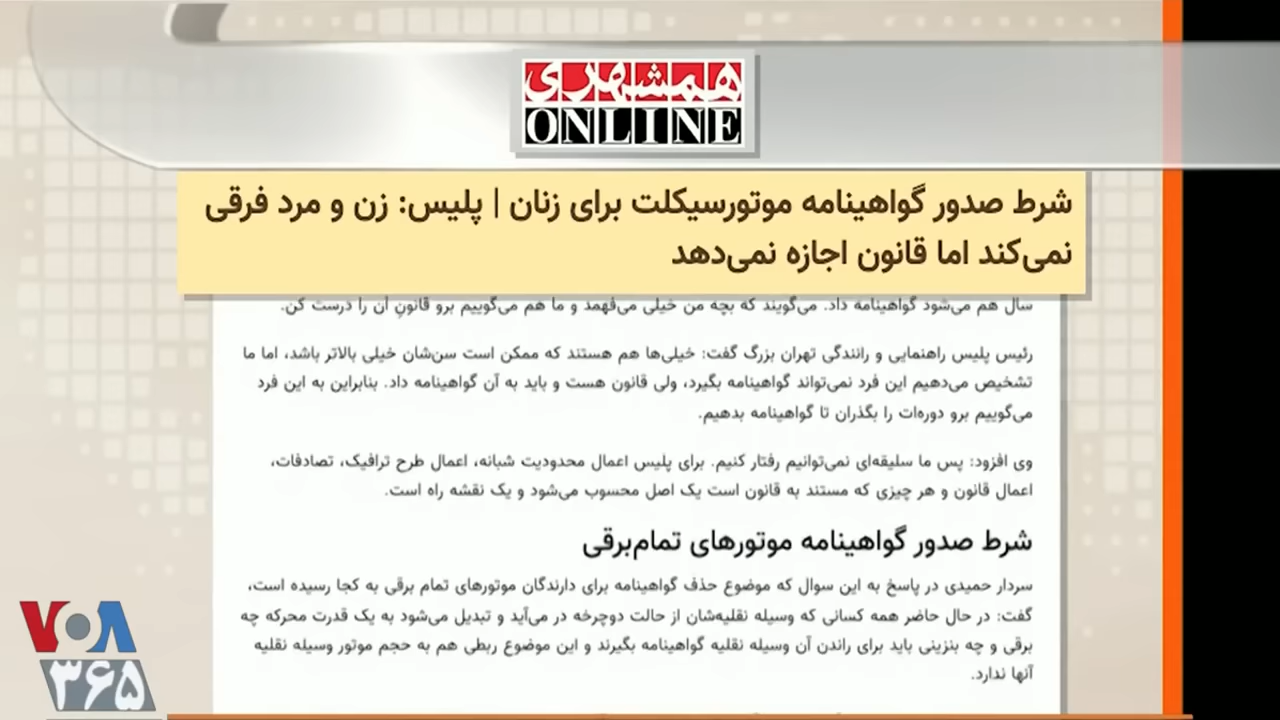 همشهری
ONLINE
شرط صدور گواهینامه موتورسیکلت برای زنان | پلیس: زن و مرد فرقی
نمی‌کند اما قانون اجازه نمی‌دهد
سال هم می‌شود گواهینامه داد. می‌گویند که بچه من خیلی می‌فهمد و ما هم می‌گوییم برو قانونِ آن را درست کن.
رئیس پلیس راهنمایی و رانندگی تهران بزرگ گفت: خیلی‌ها هم هستند که ممکن است سن‌شان خیلی بالاتر باشد، اما ما
تشخیص می‌دهیم این فرد نمی‌تواند گواهینامه بگیرد، ولی قانون هست و باید به آن گواهینامه داد. بنابراین به این فرد
می‌گوییم برو دوره‌ات را بگذران تا گواهینامه بدهیم.
وی افزود: پس ما سلیقه‌ای نمی‌توانیم رفتار کنیم. برای پلیس اعمال محدودیت شبانه، اعمال طرح ترافیک، تصادفات،
اعمال قانون و هر چیزی که مستند به قانون است یک اصل محسوب می‌شود و یک نقشه راه است.
شرط صدور گواهینامه موتورهای تمام‌برقی
سردار حمیدی در پاسخ به این سوال که موضوع حذف گواهینامه برای دارندگان موتورهای تمام برقی به کجا رسیده است،
گفت: در حال حاضر همه کسانی که وسیله نقلیه‌شان از حالت دوچرخه در می‌آید و تبدیل می‌شود به یک قدرت محرکه چه
برقی و چه بنزینی باید برای راندن آن وسیله نقلیه گواهینامه بگیرند و این موضوع ربطی هم به حجم موتور وسیله نقلیه
آنها ندارد.
VOA
۳۶۵